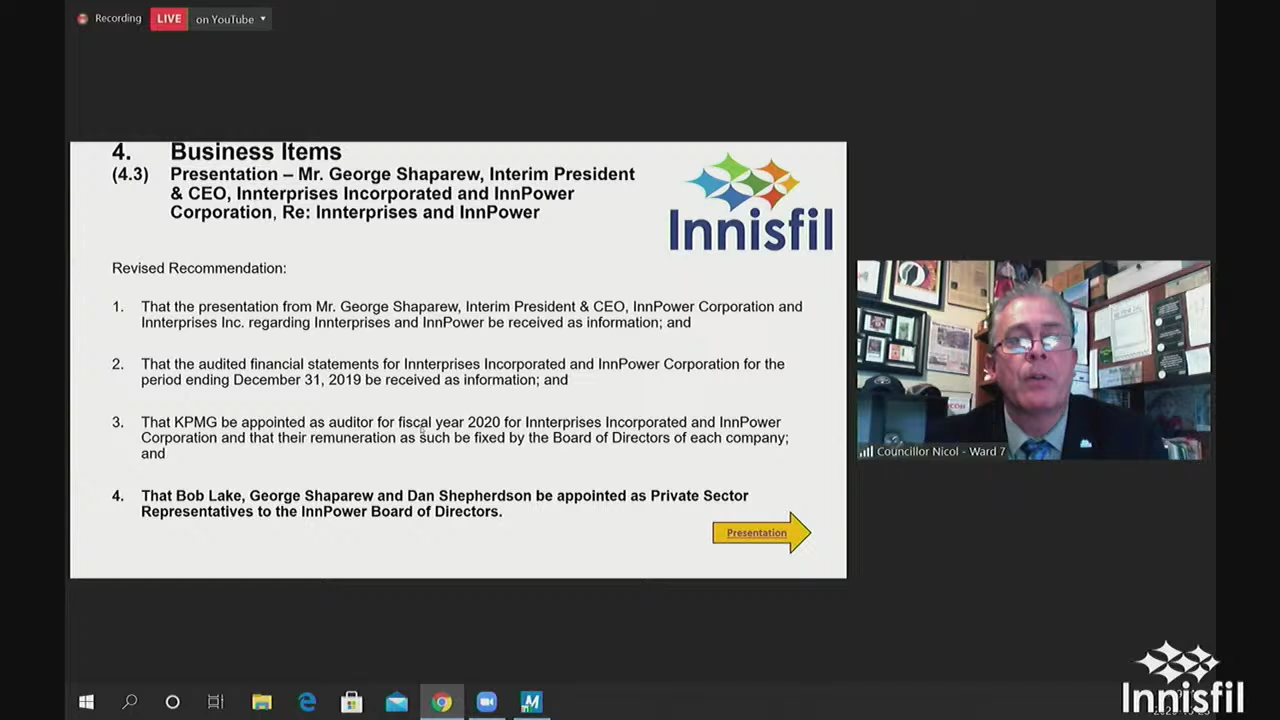 Recording
LIVE
on YouTube
4. Business Items
(4.3) Presentation – Mr. George Shaparew, Interim President
& CEO, Innterprises Incorporated and InnPower
Corporation, Re: Innterprises and InnPower
Innisfil
Revised Recommendation:
1. That the presentation from Mr. George Shaparew, Interim President & CEO, InnPower Corporation and
Innterprises Inc. regarding Innterprises and InnPower be received as information; and
2. That the audited financial statements for Innterprises Incorporated and InnPower Corporation for the
period ending December 31, 2019 be received as information; and
3. That KPMG be appointed as auditor for fiscal year 2020 for Innterprises Incorporated and InnPower
Corporation and that their remuneration as such be fixed by the Board of Directors of each company;
and
4. That Bob Lake, George Shaparew and Dan Shepherdson be appointed as Private Sector
Representatives to the InnPower Board of Directors.
Presentation
Councillor Nicol - Ward 7
Innisfil